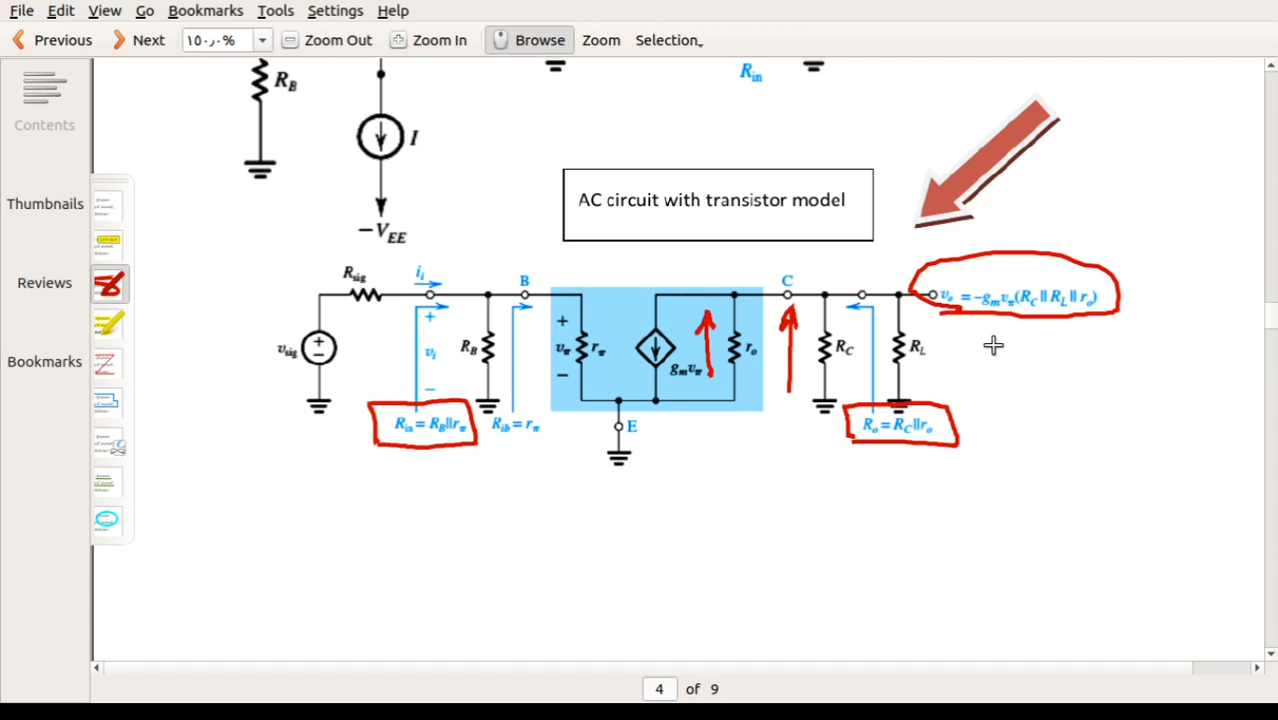 File Edit View Go Bookmarks Tools Settings Help
Previous Next ١٥٠٫٠% Zoom Out Zoom In Browse Zoom Selection
Contents
Thumbnails
Reviews
Bookmarks
R_B
R_in
I
−V_EE
AC circuit with transistor model
R_sig
i_i
B
C
v_o = −g_m v_π (R_C || R_L || r_o)
+
+
v_sig
+
−
v_i
R_B
v_π
r_π
g_m v_π
r_o
R_C
R_L
−
−
R_in = R_B || r_π
R_ib = r_π
E
R_o = R_C || r_o
4 of 9